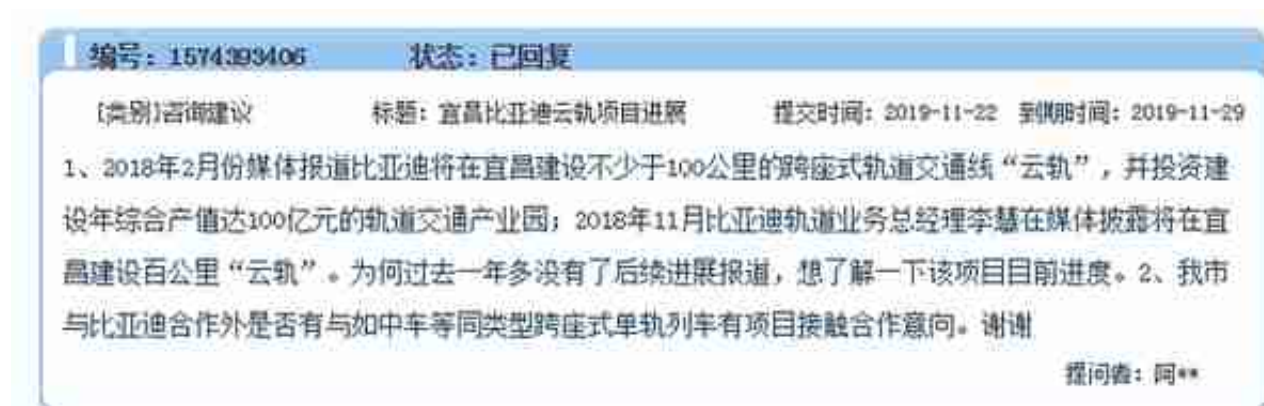 编号：1574393406 状态：已回复
[类别]咨询建议 标题：宜昌比亚迪云轨项目进展 提交时间：2019-11-22 到期时间：2019-11-29
1、2018年2月份媒体报道比亚迪将在宜昌建设不少于100公里的跨座式轨道交通线“云轨”，并投资建
设年综合产值达100亿元的轨道交通产业园；2018年11月比亚迪轨道业务总经理李慧在媒体披露将在宜
昌建设百公里“云轨”。为何过去一年多没有了后续进展报道，想了解一下该项目目前进度。2、我市
与比亚迪合作外是否有与如中车等同类型跨座式单轨列车有项目接触合作意向。谢谢
提问者：阿**